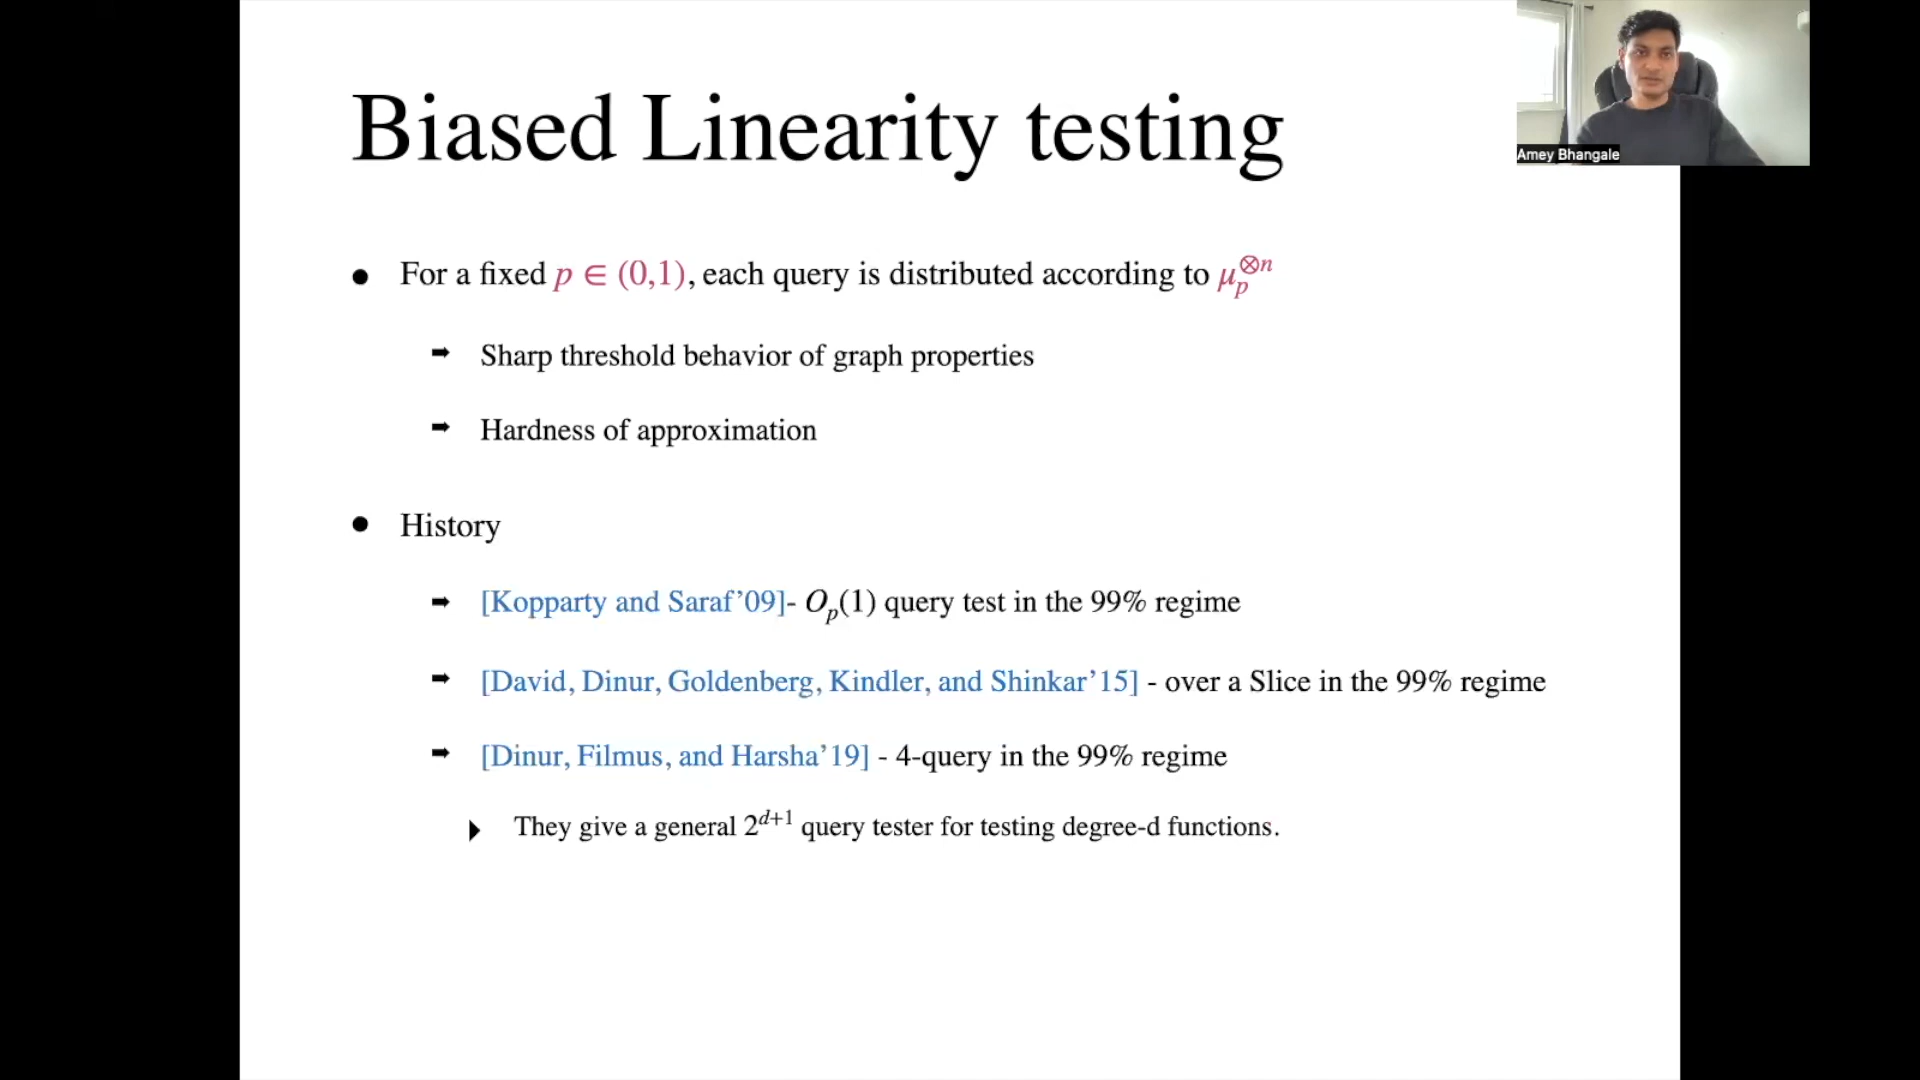 Biased Linearity testing
Amey Bhangale
• For a fixed p ∈ (0,1), each query is distributed according to μ_p^{⊗n}
➡ Sharp threshold behavior of graph properties
➡ Hardness of approximation
• History
➡ [Kopparty and Saraf’09]- O_p(1) query test in the 99% regime
➡ [David, Dinur, Goldenberg, Kindler, and Shinkar’15] - over a Slice in the 99% regime
➡ [Dinur, Filmus, and Harsha’19] - 4-query in the 99% regime
‣ They give a general 2^{d+1} query tester for testing degree-d functions.